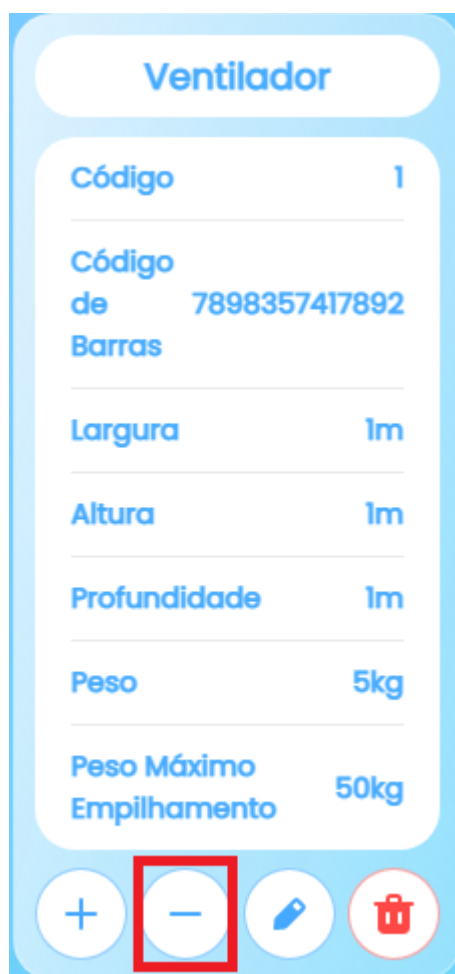 Ventilador
Código 1
Código
de 7898357417892
Barras
Largura 1m
Altura 1m
Profundidade 1m
Peso 5kg
Peso Máximo
Empilhamento 50kg